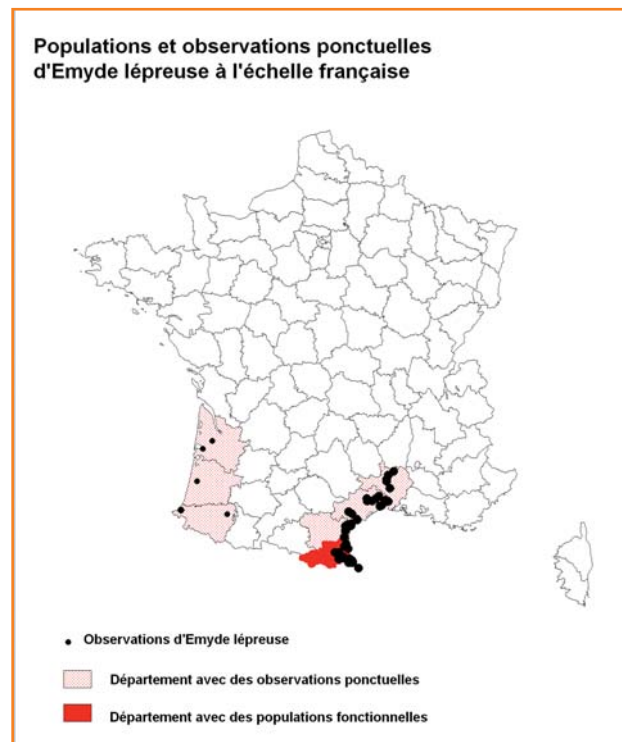 Populations et observations ponctuelles
d'Emyde lépreuse à l'échelle française
Observations d'Emyde lépreuse
Département avec des observations ponctuelles
Département avec des populations fonctionnelles